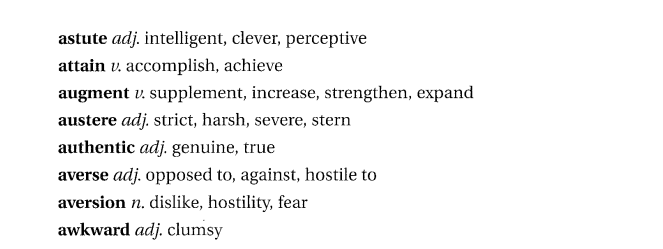 astute adj. intelligent, clever, perceptive
attain v. accomplish, achieve
augment v. supplement, increase, strengthen, expand
austere adj. strict, harsh, severe, stern
authentic adj. genuine, true
averse adj. opposed to, against, hostile to
aversion n. dislike, hostility, fear
awkward adj. clumsy